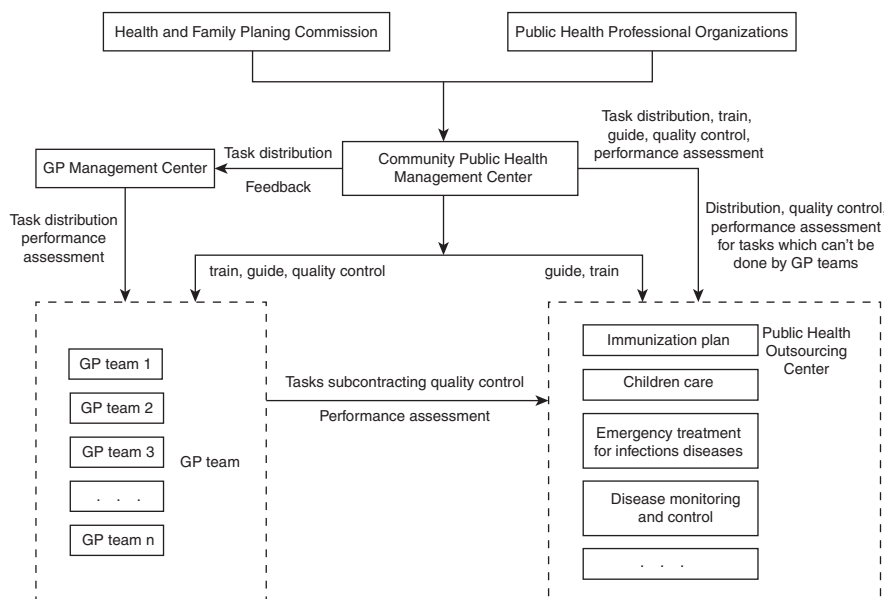 Health and Family Planing Commission
Public Health Professional Organizations
Task distribution, train,
guide, quality control,
performance assessment
GP Management Center
Task distribution
Feedback
Community Public Health
Management Center
Task distribution
performance
assessment
Distribution, quality control,
performance assessment
for tasks which can't be
done by GP teams
train, guide, quality control
guide, train
GP team 1
GP team 2
GP team 3
. . .
GP team n
GP team
Tasks subcontracting quality control
Performance assessment
Immunization plan
Children care
Emergency treatment
for infections diseases
Disease monitoring
and control
. . .
Public Health
Outsourcing
Center